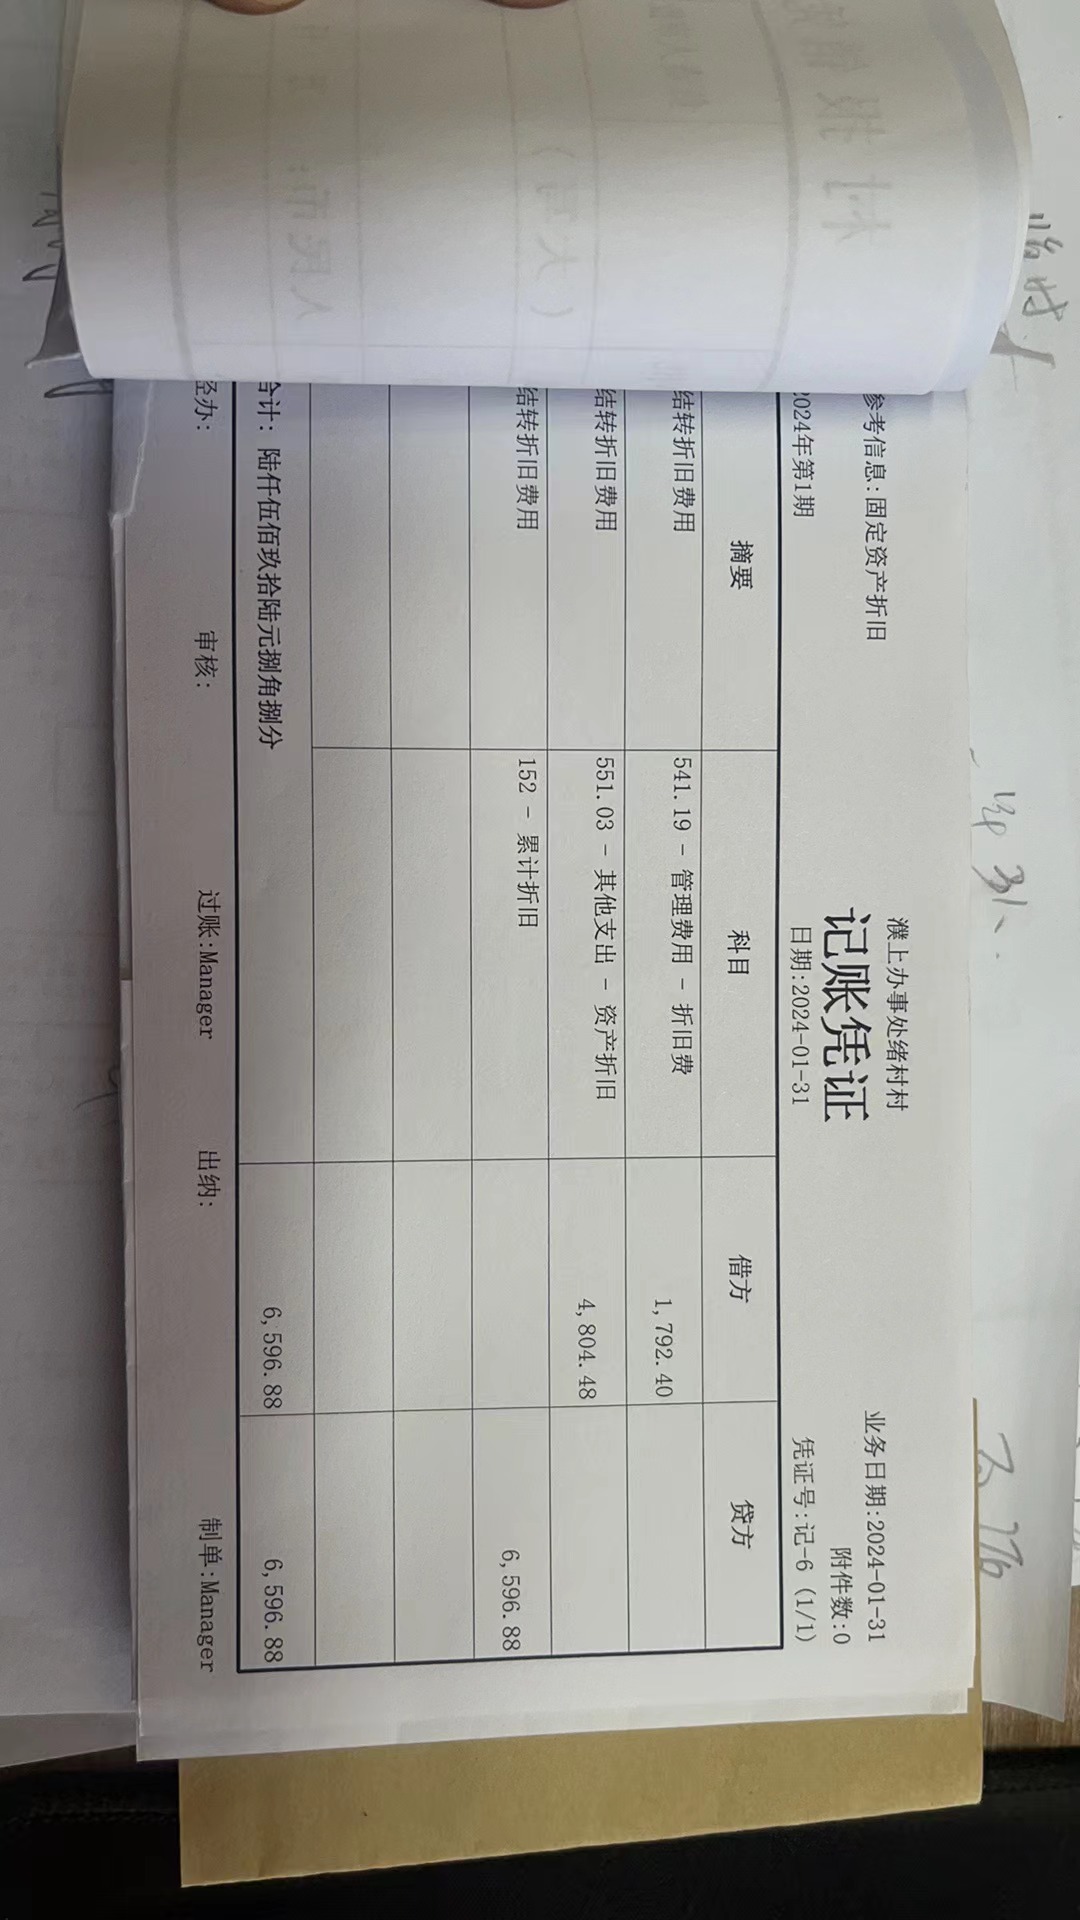 濮上办事处绪村村
参考信息:固定资产折旧 业务日期:2024-01-31
记账凭证
附件数:0
2024年第1期 日期:2024-01-31 凭证号:记-6 (1/1)
摘要 科目 借方 贷方
结转折旧费用 541.19 - 管理费用 - 折旧费 1,792.40
结转折旧费用 551.03 - 其他支出 - 资产折旧 4,804.48
结转折旧费用 152 - 累计折旧 6,596.88
合计: 陆仟伍佰玖拾陆元捌角捌分 6,596.88 6,596.88
经办: 审核: 过账:Manager 出纳: 制单:Manager